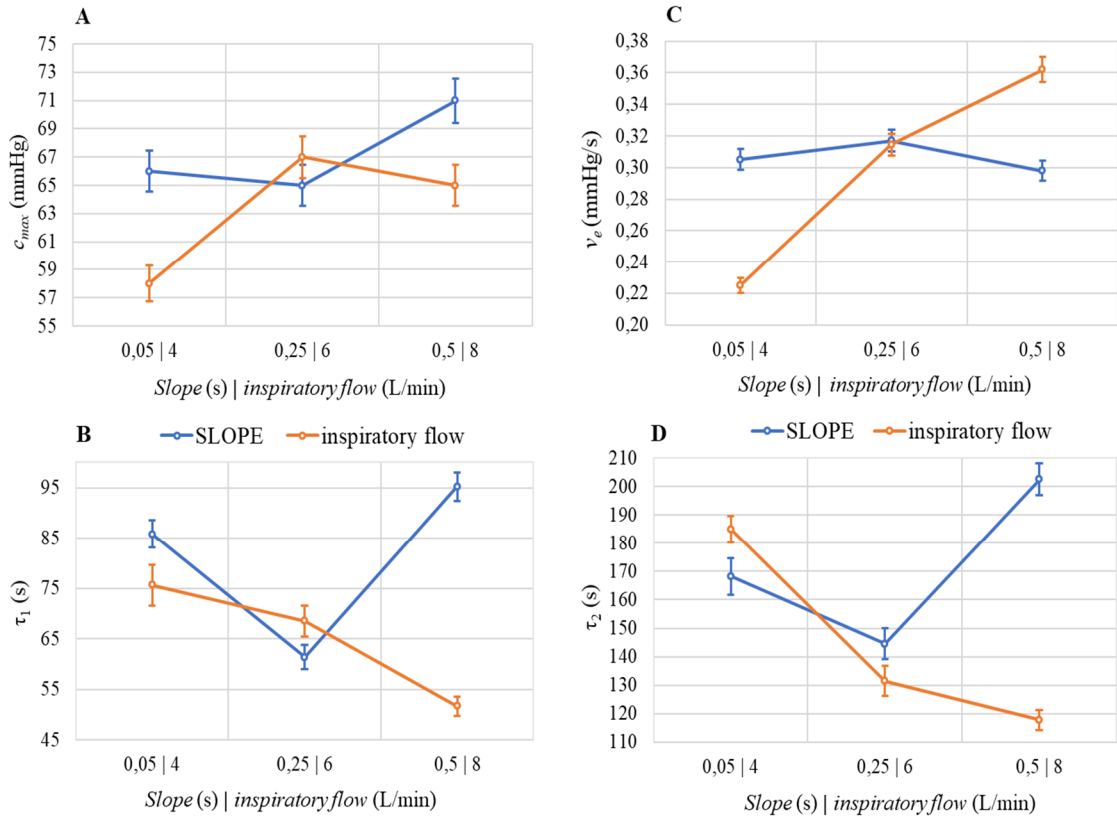 A
75
73
71
69
67
65
63
61
59
57
55
c_max (mmHg)
0,05 | 4
0,25 | 6
0,5 | 8
Slope (s) | inspiratory flow (L/min)
C
0,38
0,36
0,34
0,32
0,30
0,28
0,26
0,24
0,22
0,20
v_e (mmHg/s)
0,05 | 4
0,25 | 6
0,5 | 8
Slope (s) | inspiratory flow (L/min)
B
SLOPE
inspiratory flow
95
85
75
65
55
45
τ1 (s)
0,05 | 4
0,25 | 6
0,5 | 8
Slope (s) | inspiratory flow (L/min)
D
SLOPE
inspiratory flow
210
200
190
180
170
160
150
140
130
120
110
τ2 (s)
0,05 | 4
0,25 | 6
0,5 | 8
Slope (s) | inspiratory flow (L/min)